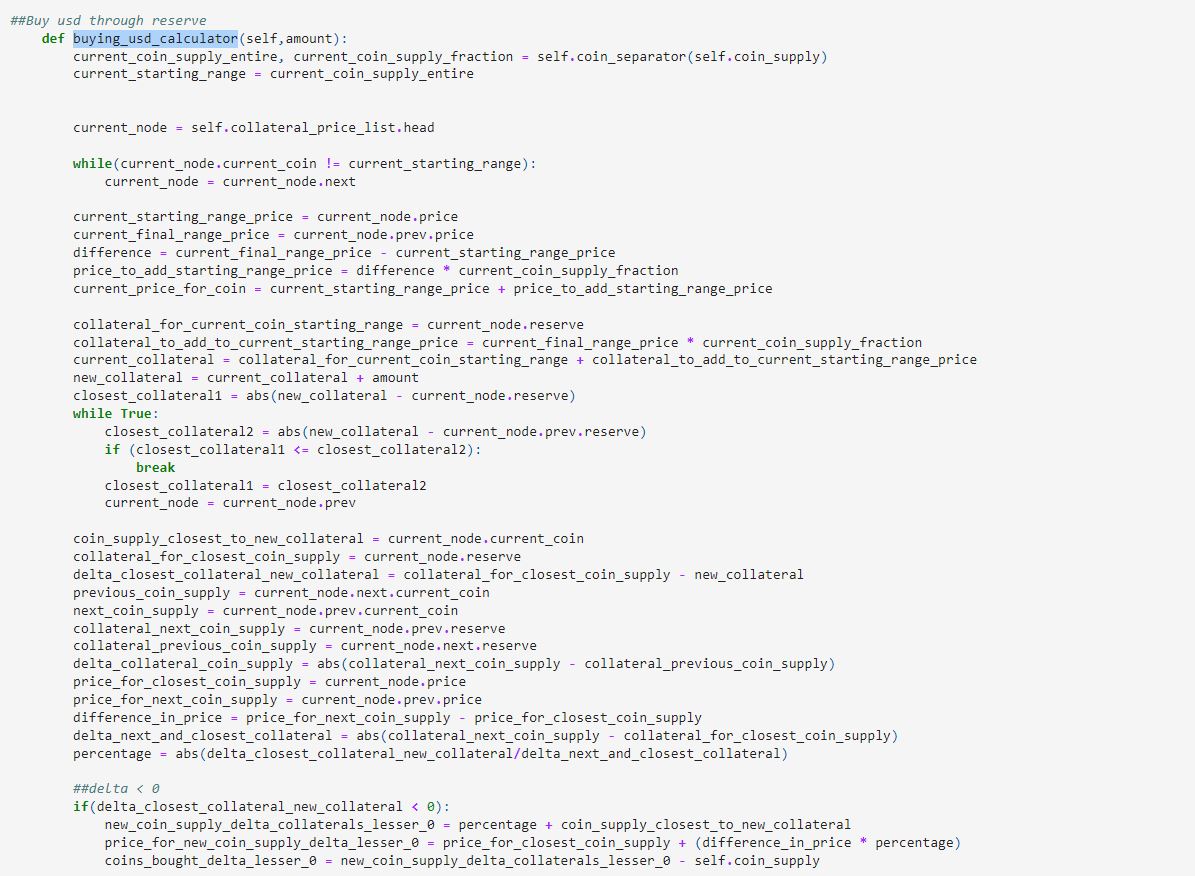 ##Buy usd through reserve
def buying_usd_calculator(self,amount):
current_coin_supply_entire, current_coin_supply_fraction = self.coin_separator(self.coin_supply)
current_starting_range = current_coin_supply_entire
current_node = self.collateral_price_list.head
while(current_node.current_coin != current_starting_range):
current_node = current_node.next
current_starting_range_price = current_node.price
current_final_range_price = current_node.prev.price
difference = current_final_range_price - current_starting_range_price
price_to_add_starting_range_price = difference * current_coin_supply_fraction
current_price_for_coin = current_starting_range_price + price_to_add_starting_range_price
collateral_for_current_coin_starting_range = current_node.reserve
collateral_to_add_to_current_starting_range_price = current_final_range_price * current_coin_supply_fraction
current_collateral = collateral_for_current_coin_starting_range + collateral_to_add_to_current_starting_range_price
new_collateral = current_collateral + amount
closest_collateral1 = abs(new_collateral - current_node.reserve)
while True:
closest_collateral2 = abs(new_collateral - current_node.prev.reserve)
if (closest_collateral1 <= closest_collateral2):
break
closest_collateral1 = closest_collateral2
current_node = current_node.prev
coin_supply_closest_to_new_collateral = current_node.current_coin
collateral_for_closest_coin_supply = current_node.reserve
delta_closest_collateral_new_collateral = collateral_for_closest_coin_supply - new_collateral
previous_coin_supply = current_node.next.current_coin
next_coin_supply = current_node.prev.current_coin
collateral_next_coin_supply = current_node.prev.reserve
collateral_previous_coin_supply = current_node.next.reserve
delta_collateral_coin_supply = abs(collateral_next_coin_supply - collateral_previous_coin_supply)
price_for_closest_coin_supply = current_node.price
price_for_next_coin_supply = current_node.prev.price
difference_in_price = price_for_next_coin_supply - price_for_closest_coin_supply
delta_next_and_closest_collateral = abs(collateral_next_coin_supply - collateral_for_closest_coin_supply)
percentage = abs(delta_closest_collateral_new_collateral/delta_next_and_closest_collateral)
##delta < 0
if(delta_closest_collateral_new_collateral < 0):
new_coin_supply_delta_collaterals_lesser_0 = percentage + coin_supply_closest_to_new_collateral
price_for_new_coin_supply_delta_lesser_0 = price_for_closest_coin_supply + (difference_in_price * percentage)
coins_bought_delta_lesser_0 = new_coin_supply_delta_collaterals_lesser_0 - self.coin_supply